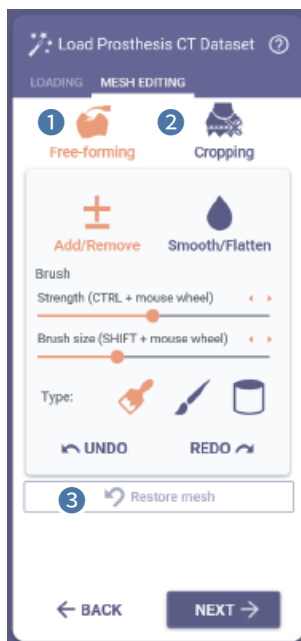 Load Prosthesis CT Dataset
LOADING MESH EDITING
1 2
Free-forming Cropping
Add/Remove Smooth/Flatten
Brush
Strength (CTRL + mouse wheel)
Brush size (SHIFT + mouse wheel)
Type:
UNDO REDO
3 Restore mesh
BACK NEXT